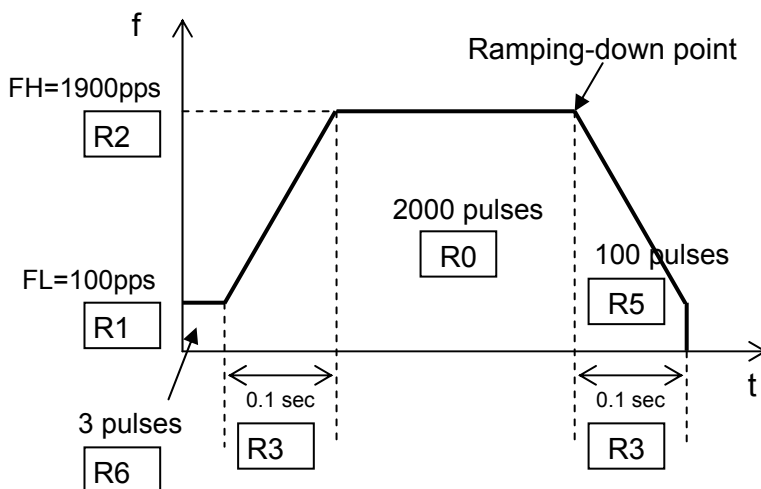 f
Ramping-down point
FH=1900pps
R2
2000 pulses
R0
100 pulses
FL=100pps
R5
R1
t
0.1 sec
0.1 sec
3 pulses
R3
R3
R6